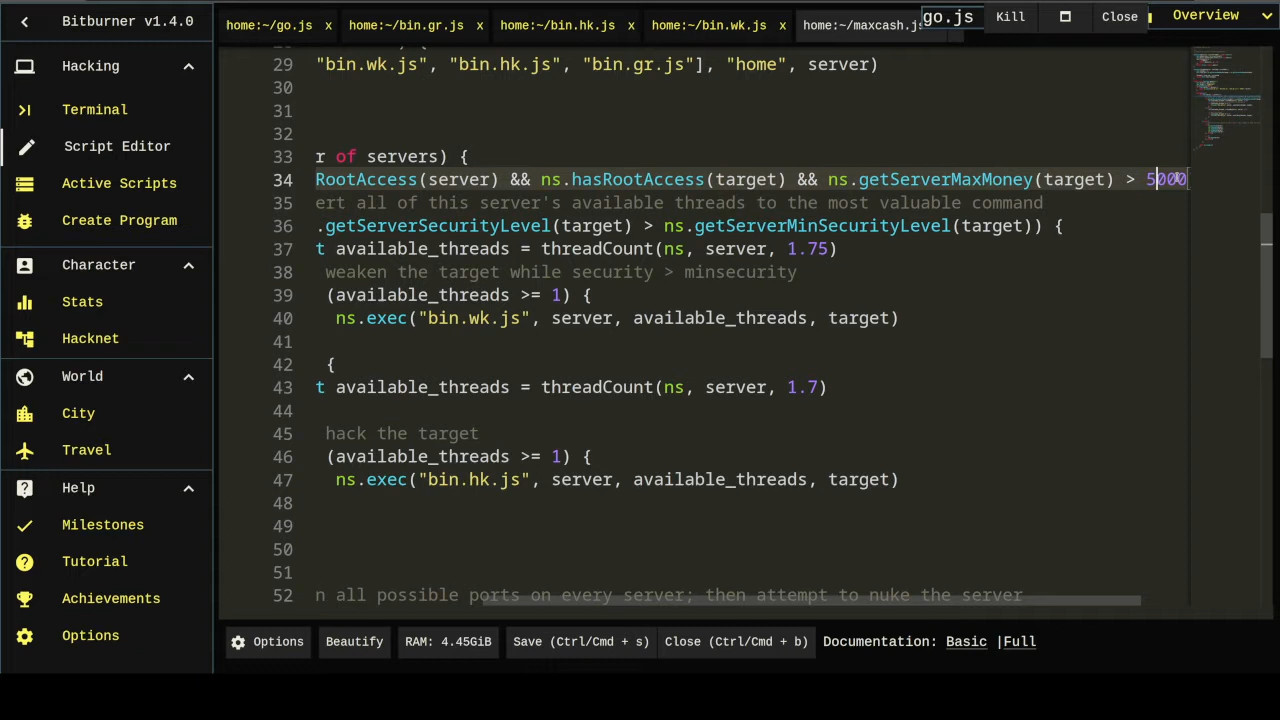 Bitburner v1.4.0
Hacking
Terminal
Script Editor
Active Scripts
Create Program
Character
Stats
Hacknet
World
City
Travel
Help
Milestones
Tutorial
Achievements
Options
home:~/go.js x
home:~/bin.gr.js x
home:~/bin.hk.js x
home:~/bin.wk.js x
home:~/maxcash.js
go.js
Kill
Close
Overview
29 "bin.wk.js", "bin.hk.js", "bin.gr.js"], "home", server)
30
31
32
33 r of servers) {
34 RootAccess(server) && ns.hasRootAccess(target) && ns.getServerMaxMoney(target) > 5000
35 ert all of this server's available threads to the most valuable command
36 .getServerSecurityLevel(target) > ns.getServerMinSecurityLevel(target)) {
37 t available_threads = threadCount(ns, server, 1.75)
38 weaken the target while security > minsecurity
39 (available_threads >= 1) {
40 ns.exec("bin.wk.js", server, available_threads, target)
41
42 {
43 t available_threads = threadCount(ns, server, 1.7)
44
45 hack the target
46 (available_threads >= 1) {
47 ns.exec("bin.hk.js", server, available_threads, target)
48
49
50
51
52 n all possible ports on every server; then attempt to nuke the server
Options
Beautify
RAM: 4.45GiB
Save (Ctrl/Cmd + s)
Close (Ctrl/Cmd + b)
Documentation: Basic |Full